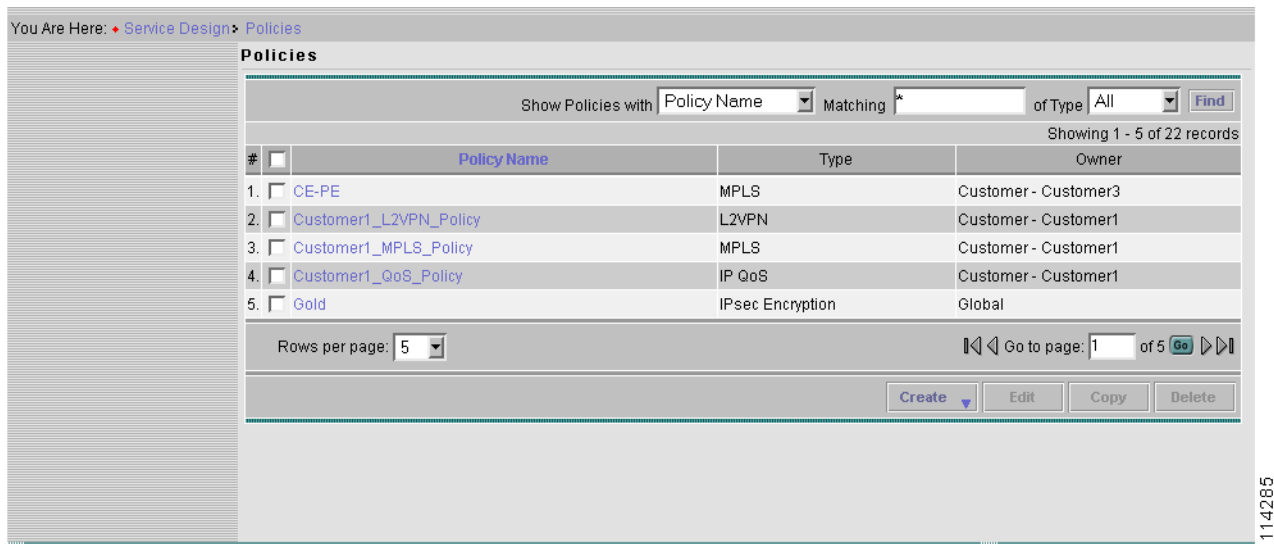 You Are Here: Service Design Policies
Policies
Show Policies with Policy Name Matching * of Type All Find
Showing 1 - 5 of 22 records
# Policy Name Type Owner
1. CE-PE MPLS Customer - Customer3
2. Customer1_L2VPN_Policy L2VPN Customer - Customer1
3. Customer1_MPLS_Policy MPLS Customer - Customer1
4. Customer1_QoS_Policy IP QoS Customer - Customer1
5. Gold IPsec Encryption Global
Rows per page: 5 Go to page: 1 of 5 Go
Create Edit Copy Delete
114285